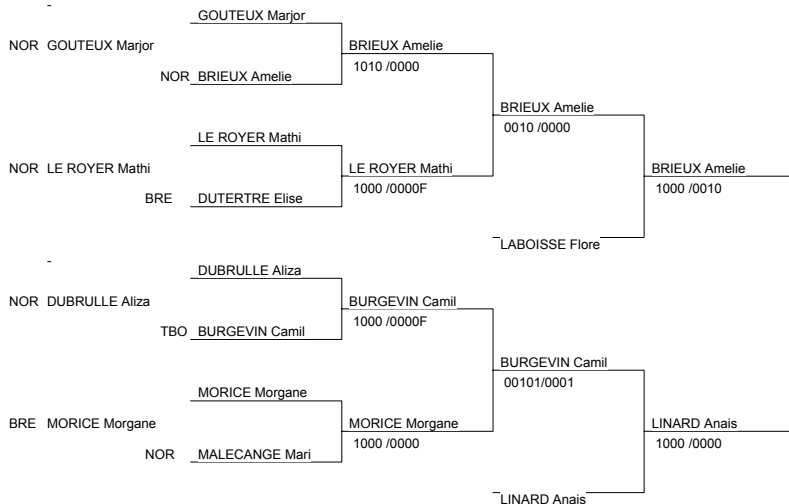 -
GOUTEUX Marjor
NOR GOUTEUX Marjor
BRIEUX Amelie
1010 /0000
NOR BRIEUX Amelie
BRIEUX Amelie
0010 /0000
LE ROYER Mathi
NOR LE ROYER Mathi
LE ROYER Mathi
1000 /0000F
BRIEUX Amelie
1000 /0010
BRE DUTERTRE Elise
LABOISSE Flore
-
DUBRULLE Aliza
NOR DUBRULLE Aliza
BURGEVIN Camil
1000 /0000F
TBO BURGEVIN Camil
BURGEVIN Camil
00101/0001
MORICE Morgane
BRE MORICE Morgane
MORICE Morgane
1000 /0000
LINARD Anais
1000 /0000
NOR MALECANGE Mari
LINARD Anais